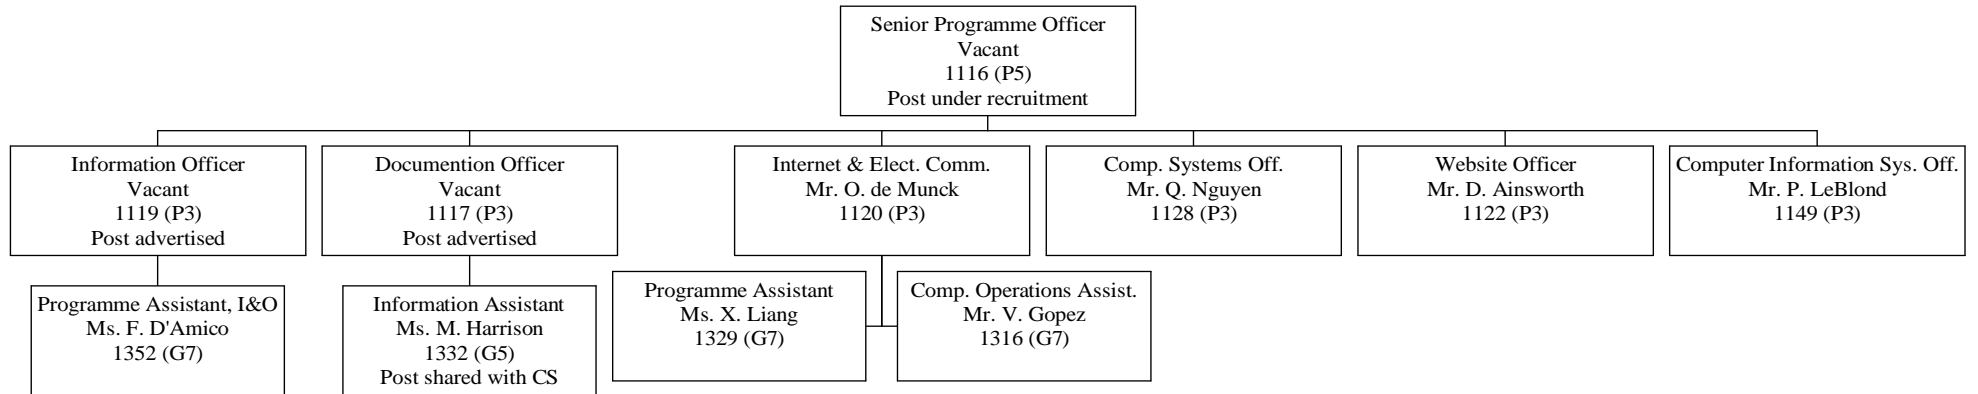 Senior Programme Officer
Vacant
1116 (P5)
Post under recruitment
Information Officer
Vacant
1119 (P3)
Post advertised
Documention Officer
Vacant
1117 (P3)
Post advertised
Internet & Elect. Comm.
Mr. O. de Munck
1120 (P3)
Comp. Systems Off.
Mr. Q. Nguyen
1128 (P3)
Website Officer
Mr. D. Ainsworth
1122 (P3)
Computer Information Sys. Off.
Mr. P. LeBlond
1149 (P3)
Programme Assistant, I&O
Ms. F. D'Amico
1352 (G7)
Information Assistant
Ms. M. Harrison
1332 (G5)
Post shared with CS
Programme Assistant
Ms. X. Liang
1329 (G7)
Comp. Operations Assist.
Mr. V. Gopez
1316 (G7)